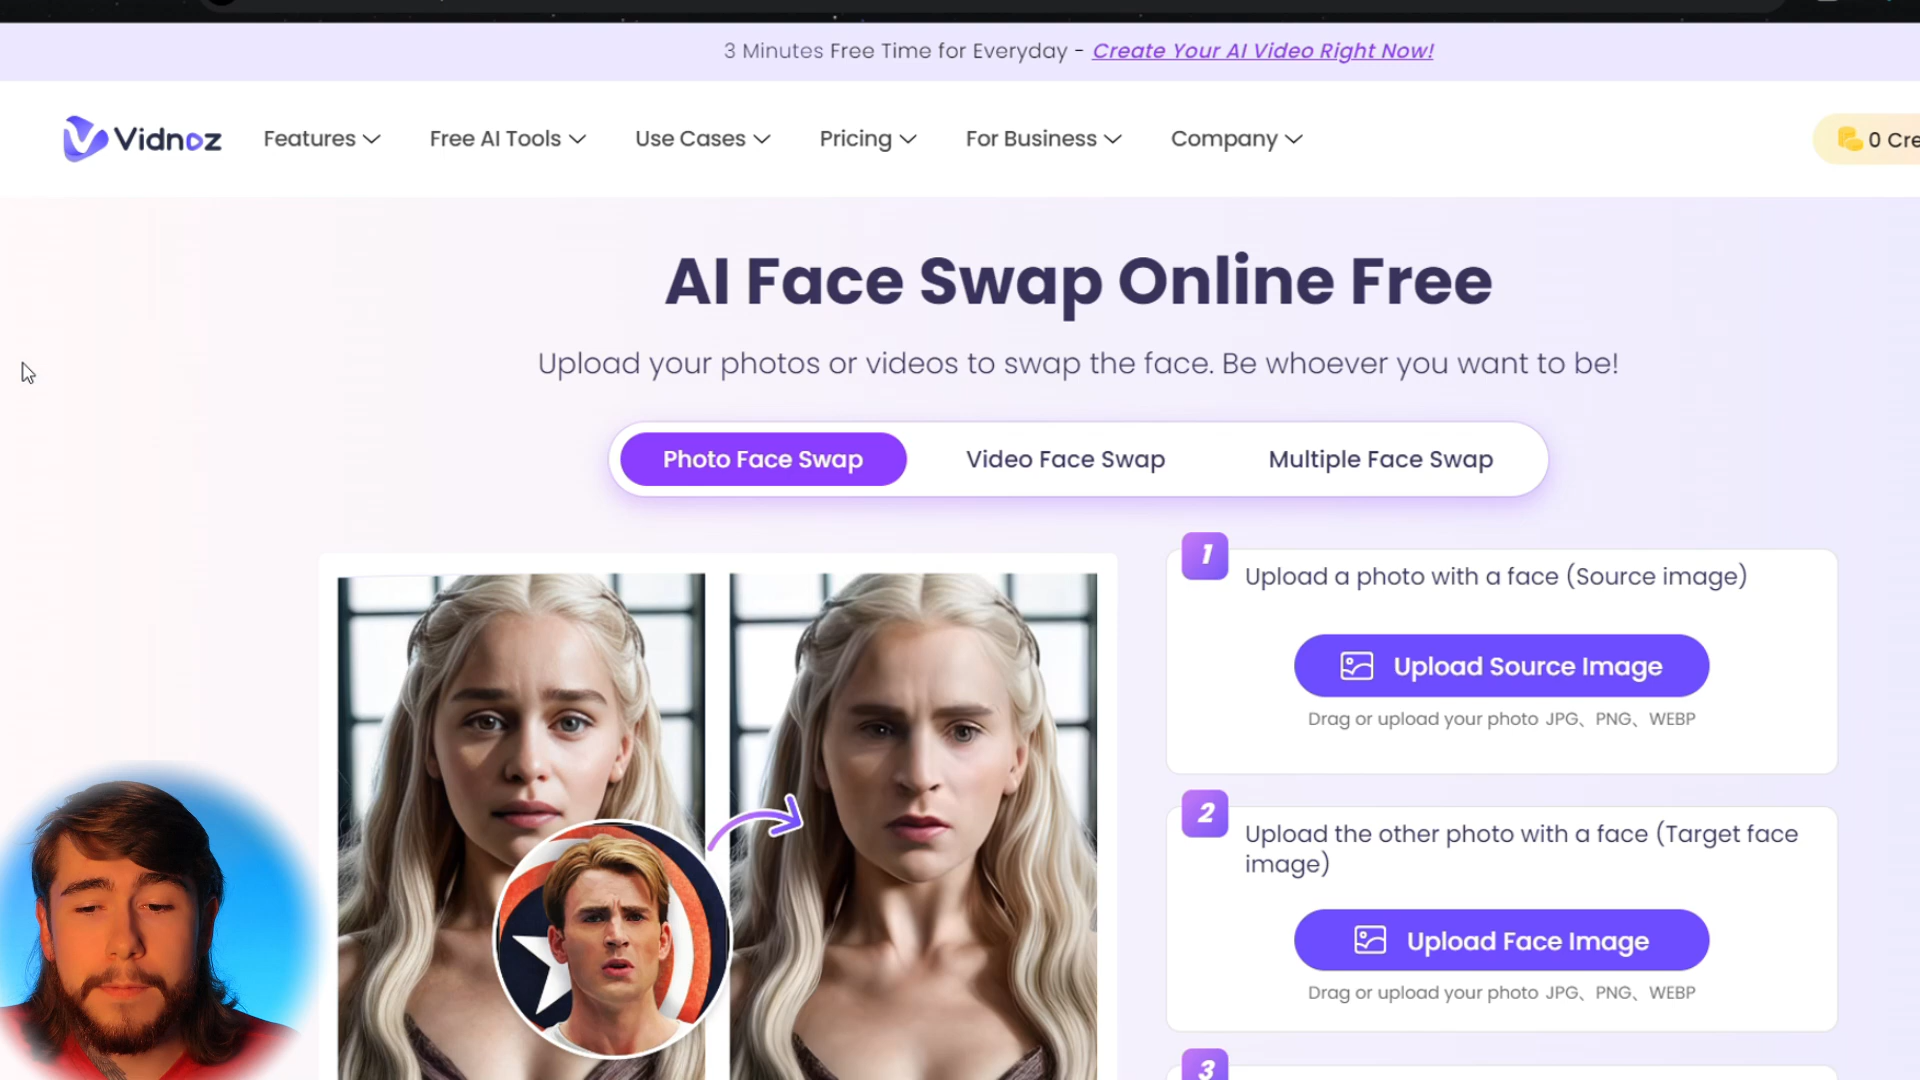 3 Minutes Free Time for Everyday - Create Your AI Video Right Now!
Vidnoz
Features
Free AI Tools
Use Cases
Pricing
For Business
Company
0 Cre
AI Face Swap Online Free
Upload your photos or videos to swap the face. Be whoever you want to be!
Photo Face Swap
Video Face Swap
Multiple Face Swap
1
Upload a photo with a face (Source image)
Upload Source Image
Drag or upload your photo JPG、PNG、WEBP
2
Upload the other photo with a face (Target face
image)
Upload Face Image
Drag or upload your photo JPG、PNG、WEBP
3